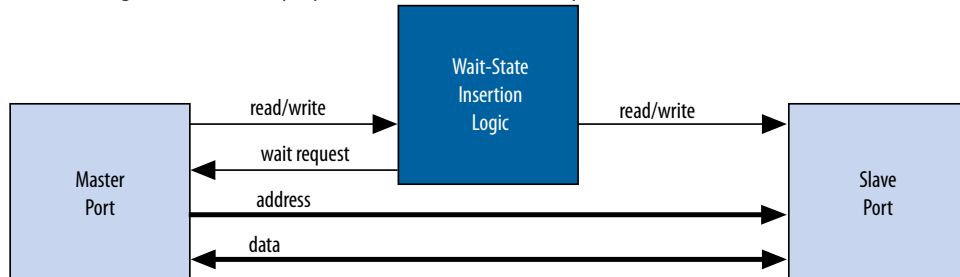 Wait-State
Insertion
Logic
read/write
read/write
wait request
Master
Port
Slave
Port
address
data